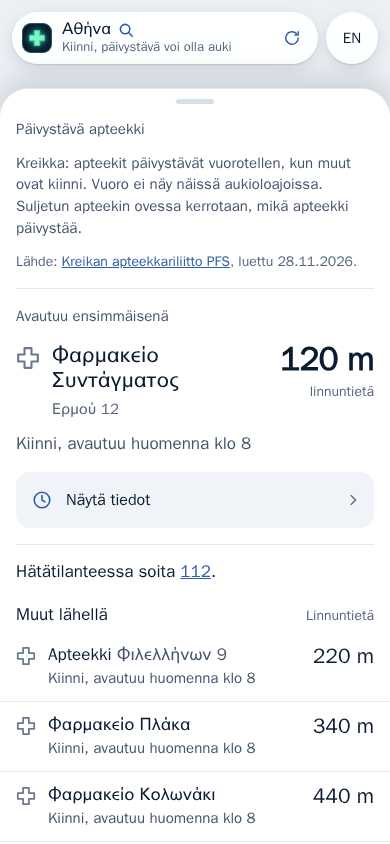 Αθήνα
Kiinni, päivystävä voi olla auki
EN
Päivystävä apteekki
Kreikka: apteekit päivystävät vuorotellen, kun muut
ovat kiinni. Vuoro ei näy näissä aukioloajoissa.
Suljetun apteekin ovessa kerrotaan, mikä apteekki
päivystää.
Lähde: Kreikan apteekkariliitto PFS, luettu 28.11.2026.
Avautuu ensimmäisenä
Φαρμακείο
Συντάγματος
120 m
linnuntietä
Ερμού 12
Kiinni, avautuu huomenna klo 8
Näytä tiedot
Hätätilanteessa soita 112.
Muut lähellä
Linnuntietä
Apteekki Φιλελλήνων 9
220 m
Kiinni, avautuu huomenna klo 8
Φαρμακείο Πλάκα
340 m
Kiinni, avautuu huomenna klo 8
Φαρμακείο Κολωνάκι
440 m
Kiinni, avautuu huomenna klo 8